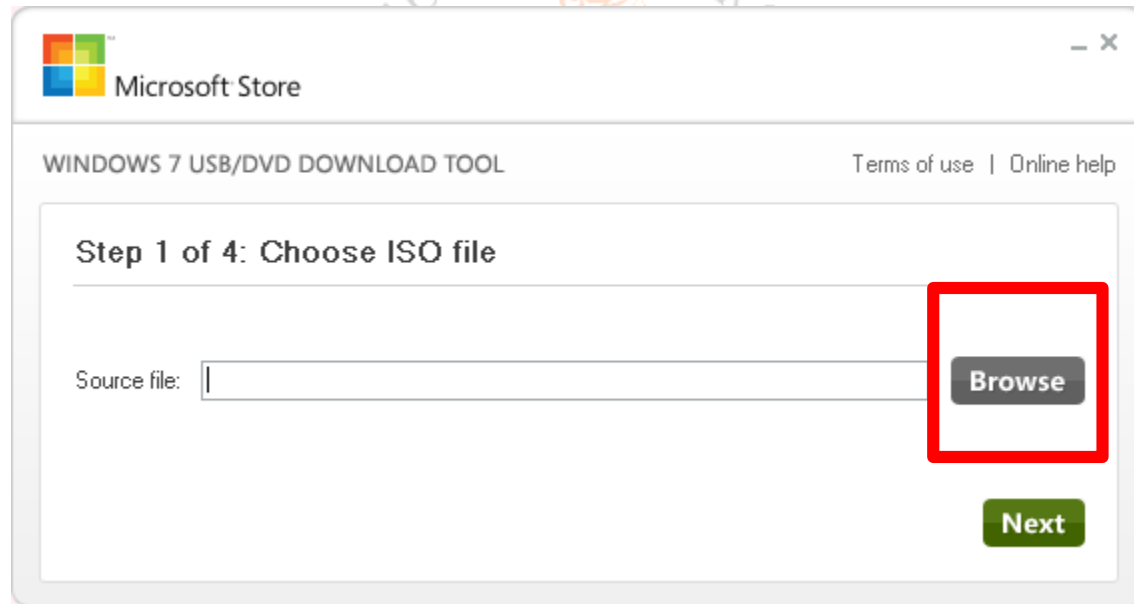 Microsoft Store
WINDOWS 7 USB/DVD DOWNLOAD TOOL
Terms of use | Online help
Step 1 of 4: Choose ISO file
Source file:
Browse
Next